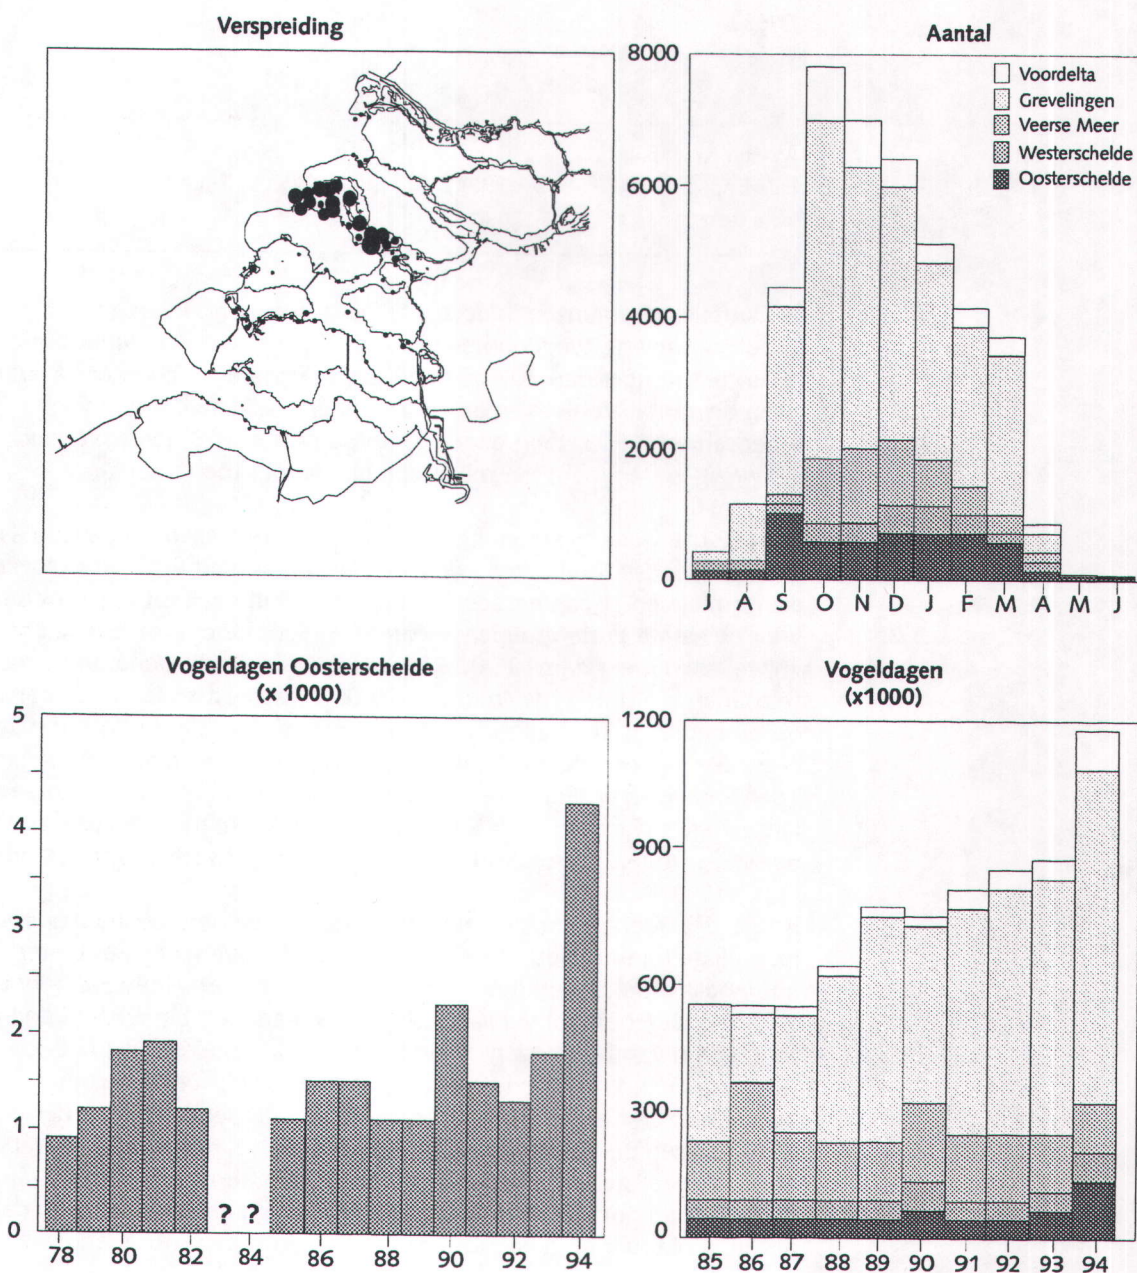 Verspreiding
Aantal
8000
6000
4000
2000
0
Voordelta
Grevelingen
Veerse Meer
Westerschelde
Oosterschelde
J A S O N D J F M A M J
Vogeldagen Oosterschelde
(x 1000)
5
4
3
2
1
0
? ?
78 80 82 84 86 88 90 92 94
Vogeldagen
(x1000)
1200
900
600
300
0
85 86 87 88 89 90 91 92 93 94